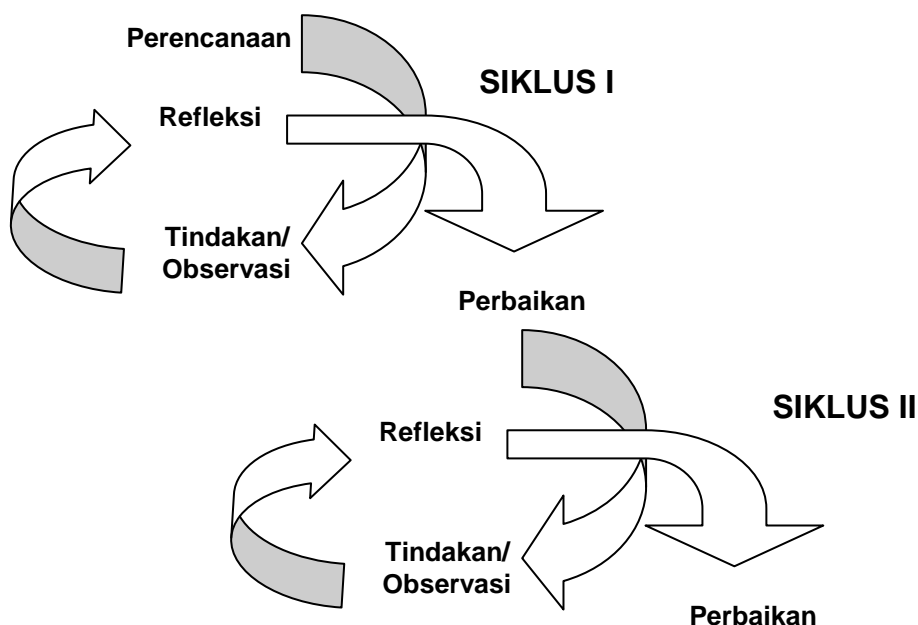 Perencanaan
SIKLUS I
Refleksi
Tindakan/
Observasi
Perbaikan
SIKLUS II
Refleksi
Tindakan/
Observasi
Perbaikan